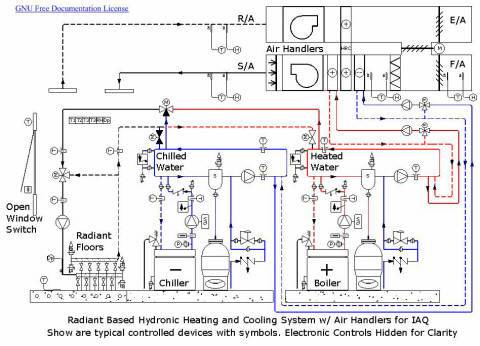 GNU Free Documentation License
R/A
E/A
Air Handlers
HRC
M
S/A
F/A
T
H
M
Chilled
Water
Heated
Water
S
S
Open
Window
Switch
Radiant
Floors
Chiller
Boiler
Radiant Based Hydronic Heating and Cooling System w/ Air Handlers for IAQ
Show are typical controlled devices with symbols. Electronic Controls Hidden for Clarity